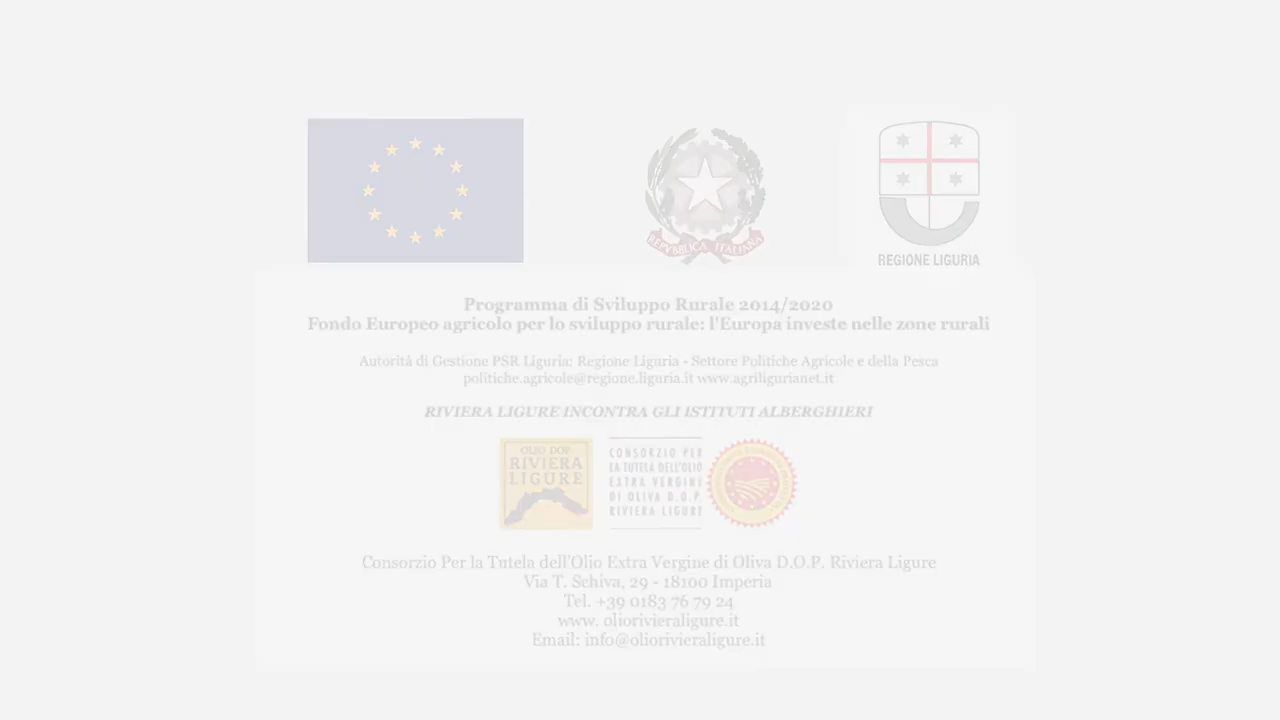 REPVBBLICA ITALIANA
REGIONE LIGURIA
Programma di Sviluppo Rurale 2014/2020
Fondo Europeo agricolo per lo sviluppo rurale: l'Europa investe nelle zone rurali
Autorità di Gestione PSR Liguria: Regione Liguria - Settore Politiche Agricole e della Pesca
politiche.agricole@regione.liguria.it www.agriligurianet.it
RIVIERA LIGURE INCONTRA GLI ISTITUTI ALBERGHIERI
OLIO DOP
RIVIERA
LIGURE
CONSORZIO PER
LA TUTELA DELL'OLIO
EXTRA VERGINE
DI OLIVA D.O.P.
RIVIERA LIGURE
Consorzio Per la Tutela dell'Olio Extra Vergine di Oliva D.O.P. Riviera Ligure
Via T. Schiva, 29 - 18100 Imperia
Tel. +39 0183 76 79 24
www. oliorivieraligure.it
Email: info@oliorivieraligure.it